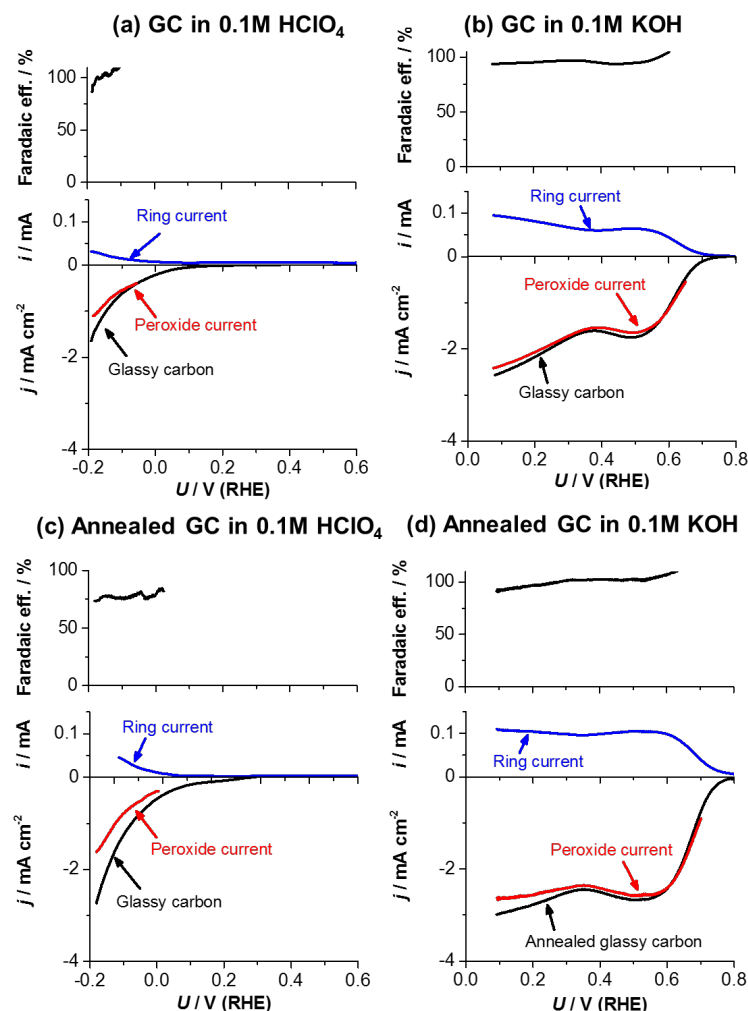 (a) GC in 0.1M HClO₄
Faradaic eff. / %
100
50
0
i / mA
0.1
0
Ring current
Peroxide current
Glassy carbon
j / mA cm⁻²
-2
-4
-0.2 0.0 0.2 0.4 0.6
U / V (RHE)
(b) GC in 0.1M KOH
Faradaic eff. / %
100
50
0
i / mA
0.1
0
Ring current
Peroxide current
Glassy carbon
j / mA cm⁻²
-2
-4
0.0 0.2 0.4 0.6 0.8
U / V (RHE)
(c) Annealed GC in 0.1M HClO₄
Faradaic eff. / %
100
75
50
0
i / mA
0.1
0
Ring current
Peroxide current
Glassy carbon
j / mA cm⁻²
-2
-4
-0.2 0.0 0.2 0.4 0.6
U / V (RHE)
(d) Annealed GC in 0.1M KOH
Faradaic eff. / %
100
50
0
i / mA
0.1
0
Ring current
Peroxide current
Annealed glassy carbon
j / mA cm⁻²
-2
-4
0.0 0.2 0.4 0.6 0.8
U / V (RHE)